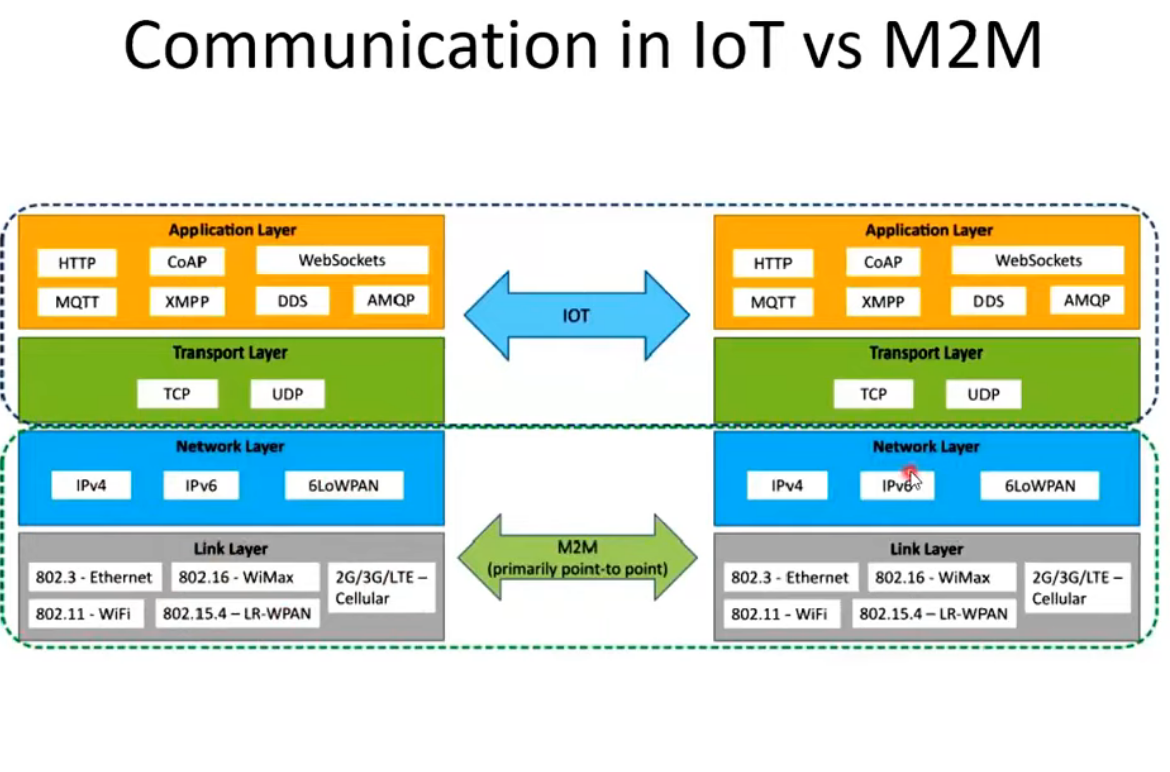 Communication in IoT vs M2M
Application Layer
HTTP
CoAP
WebSockets
MQTT
XMPP
DDS
AMQP
Transport Layer
TCP
UDP
Network Layer
IPv4
IPv6
6LoWPAN
Link Layer
802.3 - Ethernet
802.16 - WiMax
2G/3G/LTE –
Cellular
802.11 - WiFi
802.15.4 – LR-WPAN
IOT
M2M
(primarily point-to point)
Application Layer
HTTP
CoAP
WebSockets
MQTT
XMPP
DDS
AMQP
Transport Layer
TCP
UDP
Network Layer
IPv4
IPv6
6LoWPAN
Link Layer
802.3 - Ethernet
802.16 - WiMax
2G/3G/LTE –
Cellular
802.11 - WiFi
802.15.4 – LR-WPAN